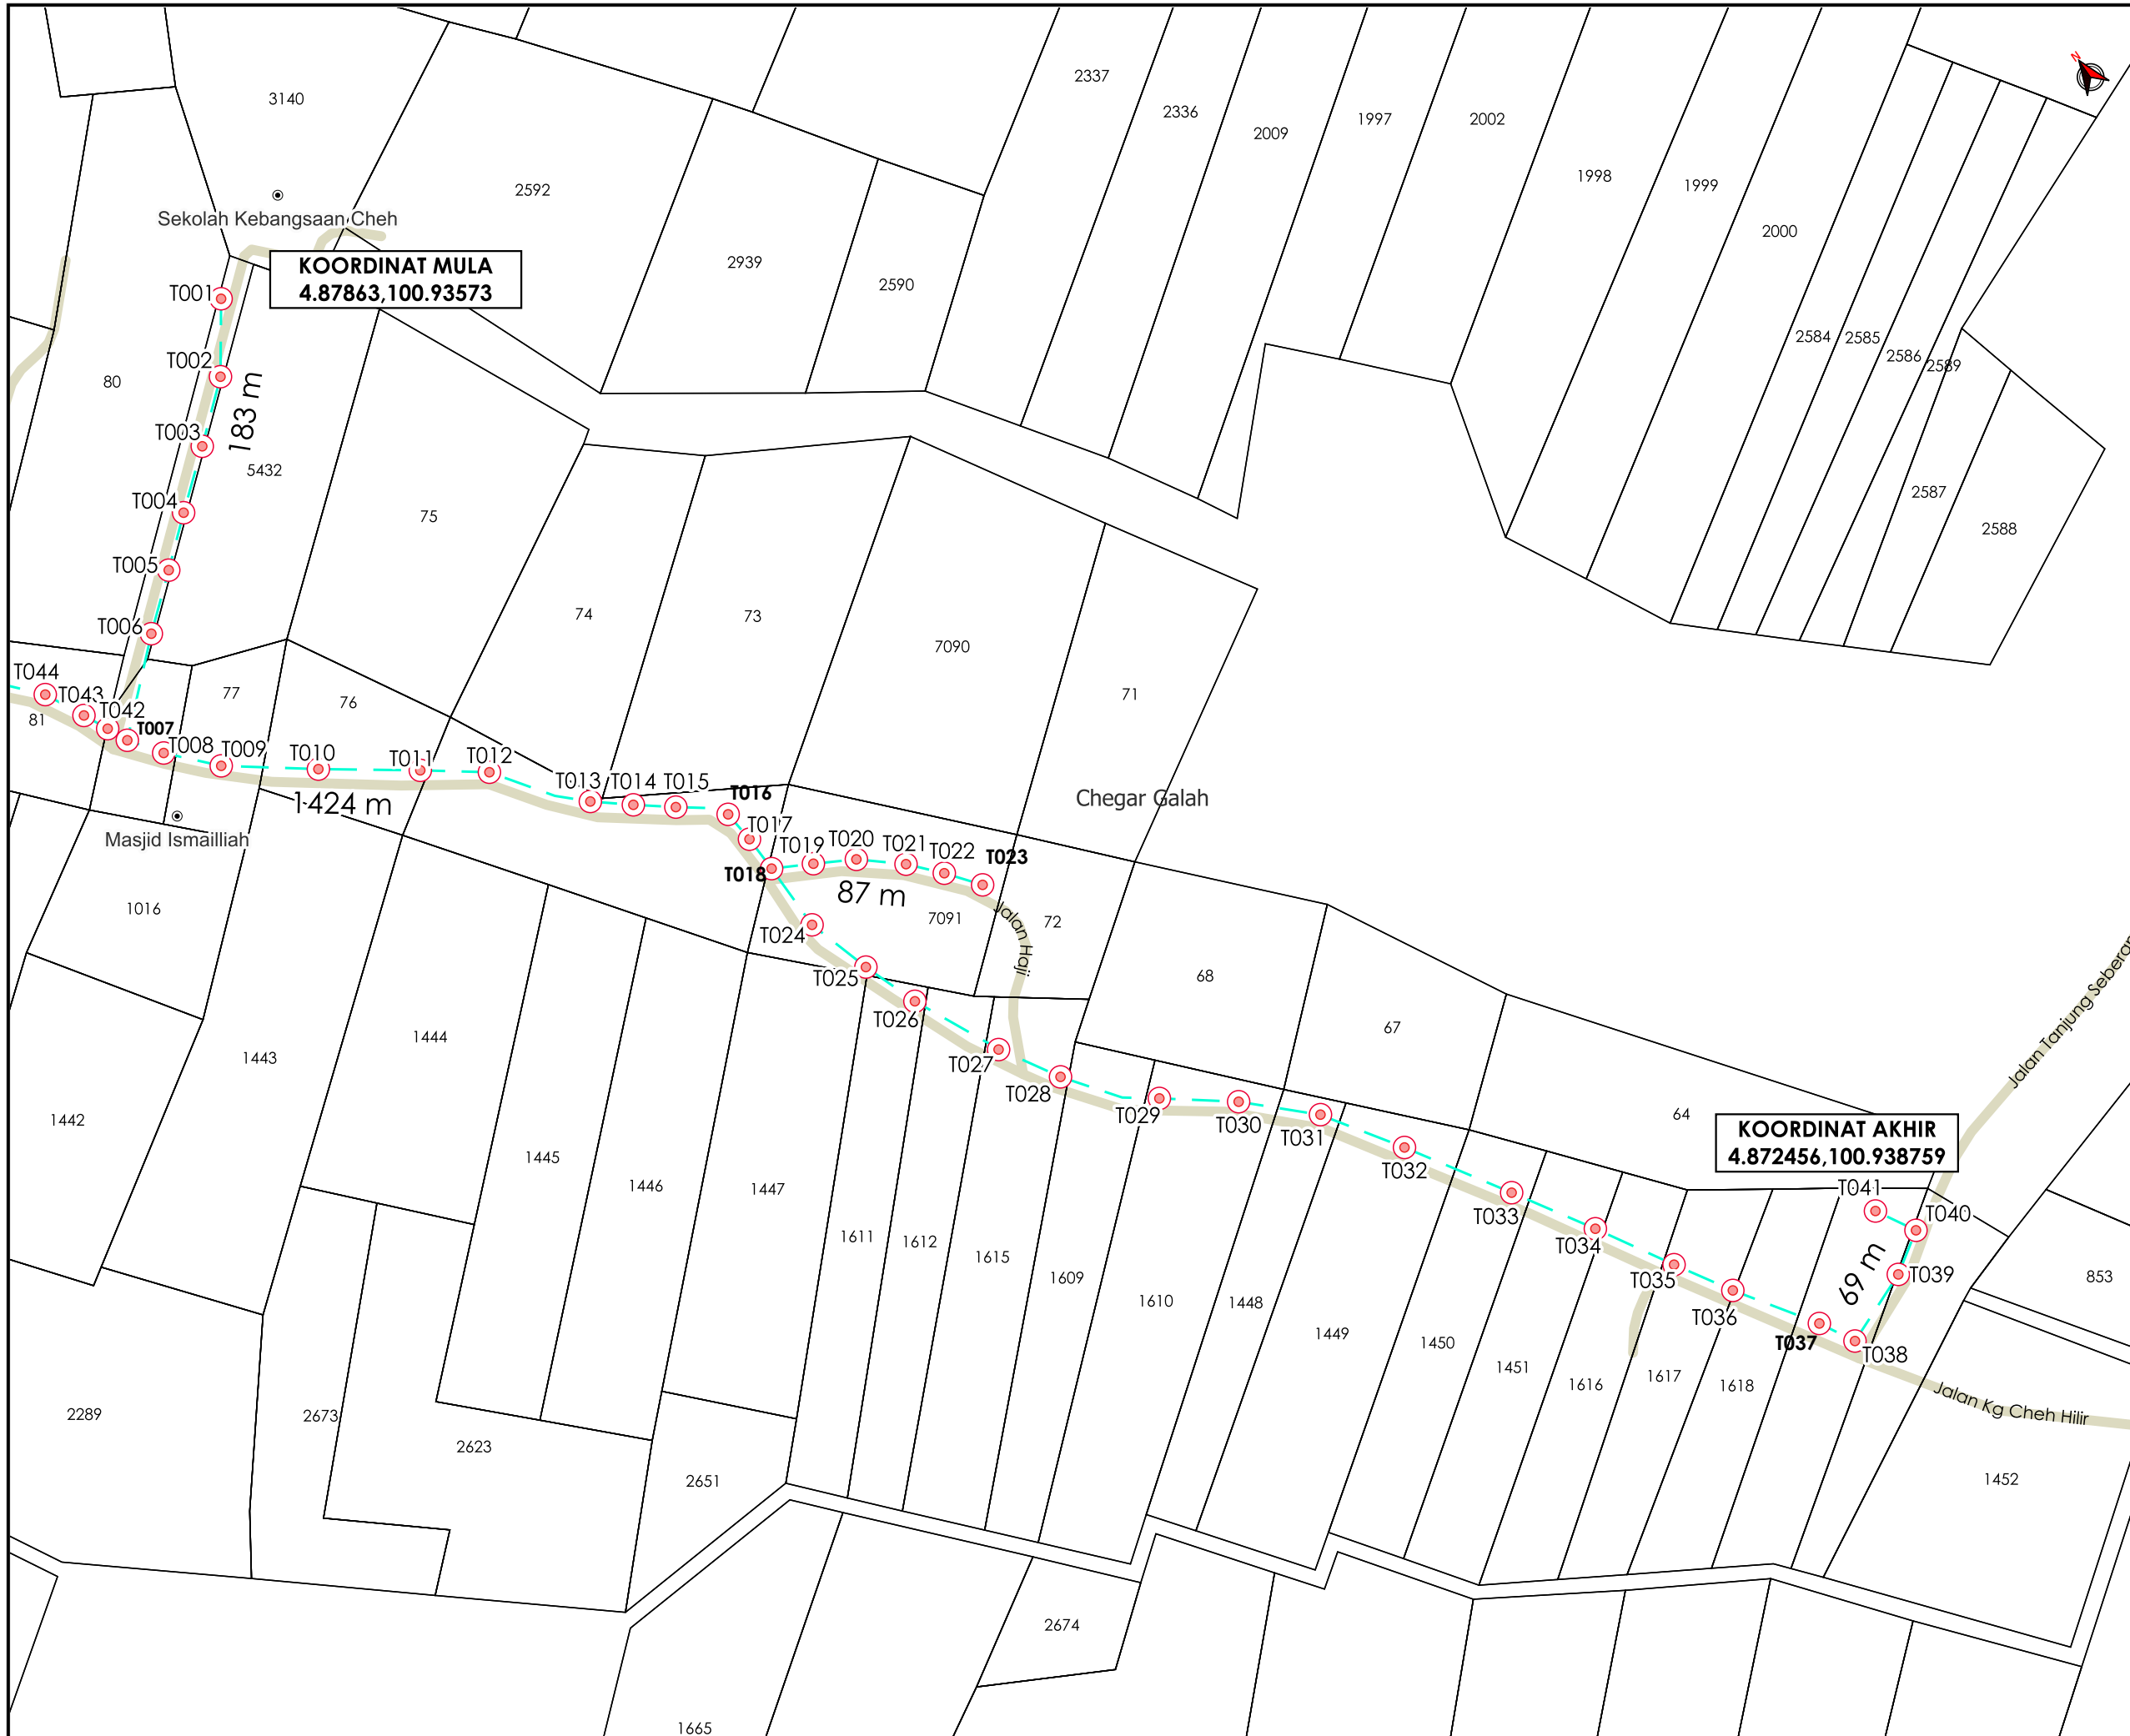 2337
3140
2336
2009
1997
2002
N
1998
1999
2592
Sekolah Kebangsaan Cheh
2000
KOORDINAT MULA
4.87863,100.93573
2939
2590
T001
T002
80
183 m
2584
2585
2586
2589
T003
5432
75
T004
2587
2588
T005
74
73
T006
7090
T044
T043
T042
77
76
71
81
T007
T008
T009
T010
T011
T012
T013
T014
T015
T016
1424 m
Chegar Galah
Masjid Ismailliah
T017
T018
T019
T020
T021
T022
T023
87 m
7091
Jalan Haji
72
1016
T024
T025
68
T026
67
1444
1443
T027
T028
Jalan Tanjung Seberan
T029
T030
T031
64
1442
KOORDINAT AKHIR
4.872456,100.938759
T032
1445
1446
1447
T041
T040
T033
1611
1612
1615
T034
T035
T039
69 m
853
1609
1610
1448
1449
1450
T036
T037
T038
1451
1616
1617
1618
Jalan Kg Cheh Hilir
2289
2673
2623
2651
1452
2674
1665